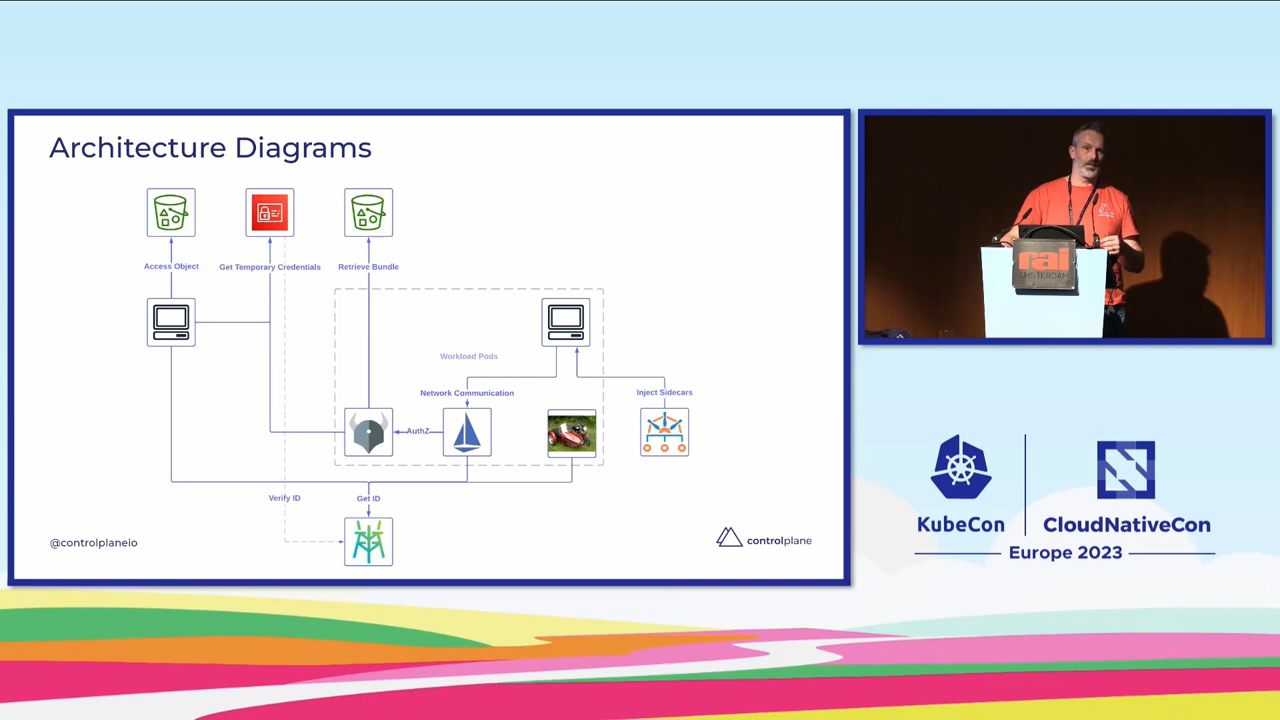 Architecture Diagrams
Access Object
Get Temporary Credentials
Retrieve Bundle
Workload Pods
Network Communication
Inject Sidecars
AuthZ
Verify ID
Get ID
@controlplaneio
controlplane
rai
AMSTERDAM
KubeCon
CloudNativeCon
Europe 2023